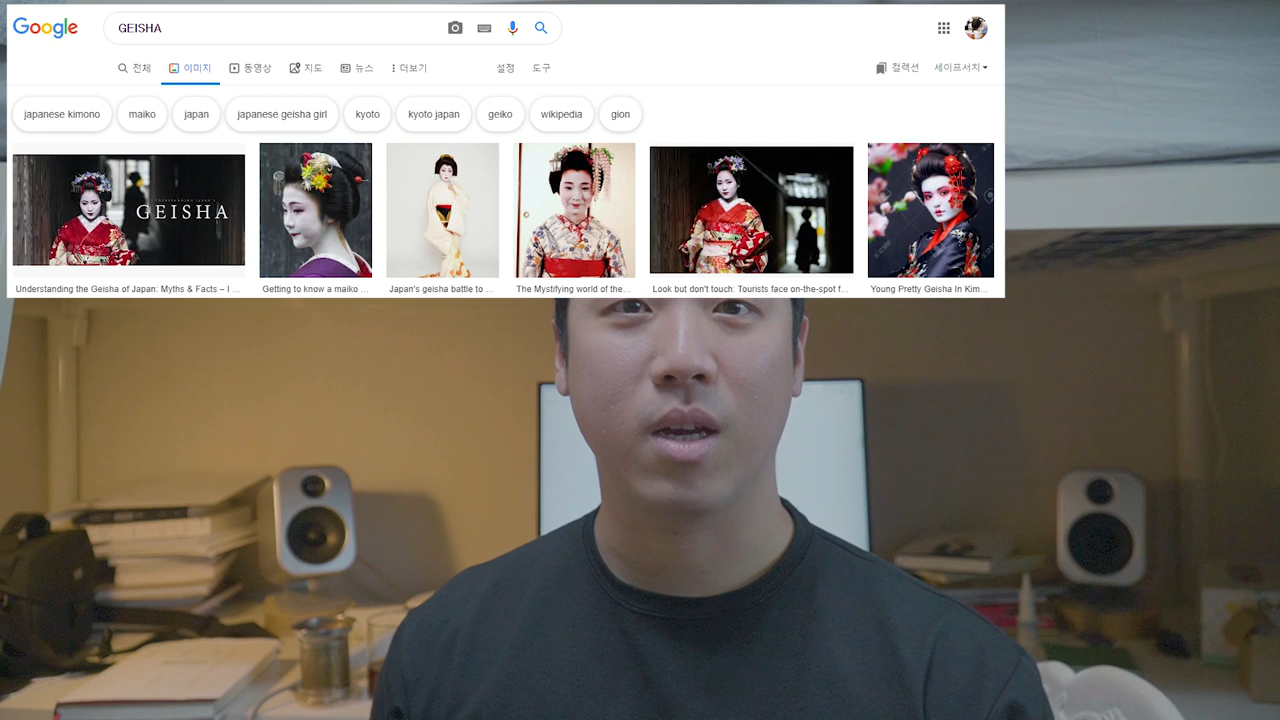 Google
GEISHA
전체
이미지
동영상
지도
뉴스
더보기
설정
도구
컬렉션
세이프서치
japanese kimono
maiko
japan
japanese geisha girl
kyoto
kyoto japan
geiko
wikipedia
gion
UNDERSTANDING JAPAN'S
GEISHA
Understanding the Geisha of Japan: Myths & Facts – I ...
Getting to know a maiko ...
Japan's geisha battle to ...
The Mystifying world of the...
Look but don't touch: Tourists face on-the-spot f...
Young Pretty Geisha In Kim...